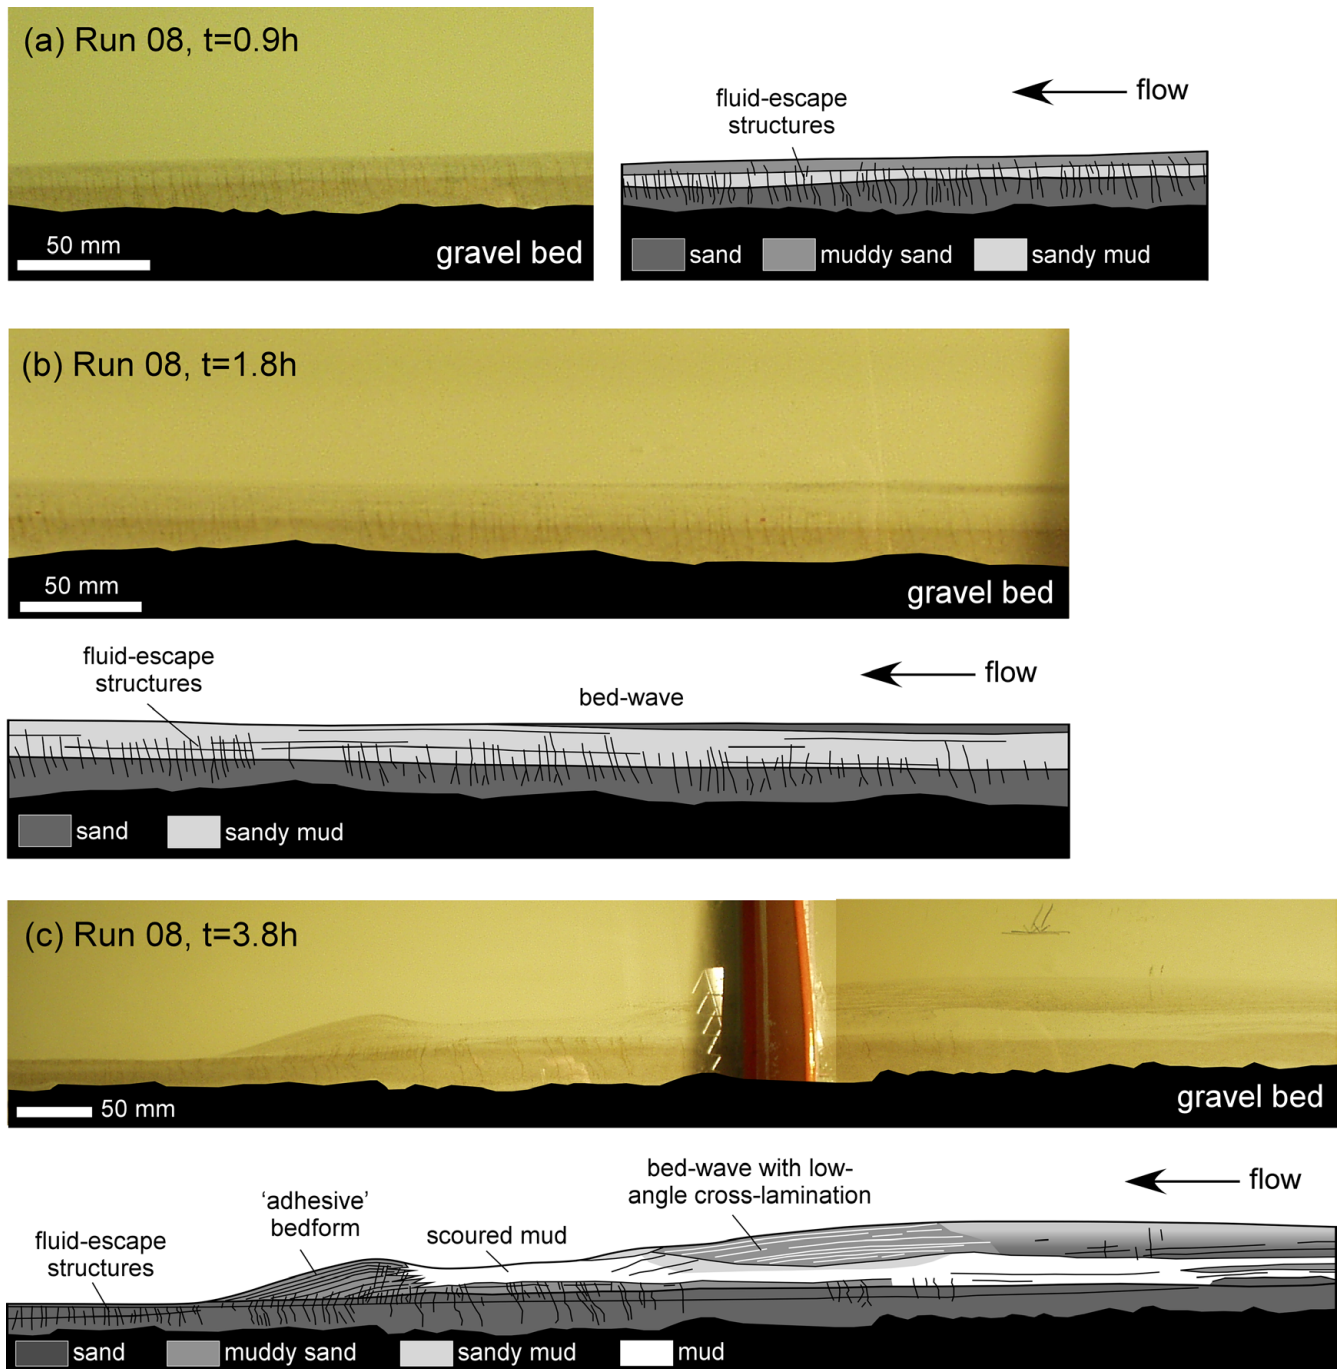 (a) Run 08, t=0.9h
50 mm
gravel bed
fluid-escape
structures
flow
sand
muddy sand
sandy mud
(b) Run 08, t=1.8h
50 mm
gravel bed
fluid-escape
structures
bed-wave
flow
sand
sandy mud
(c) Run 08, t=3.8h
50 mm
gravel bed
fluid-escape
structures
‘adhesive’
bedform
scoured mud
bed-wave with low-
angle cross-lamination
flow
sand
muddy sand
sandy mud
mud